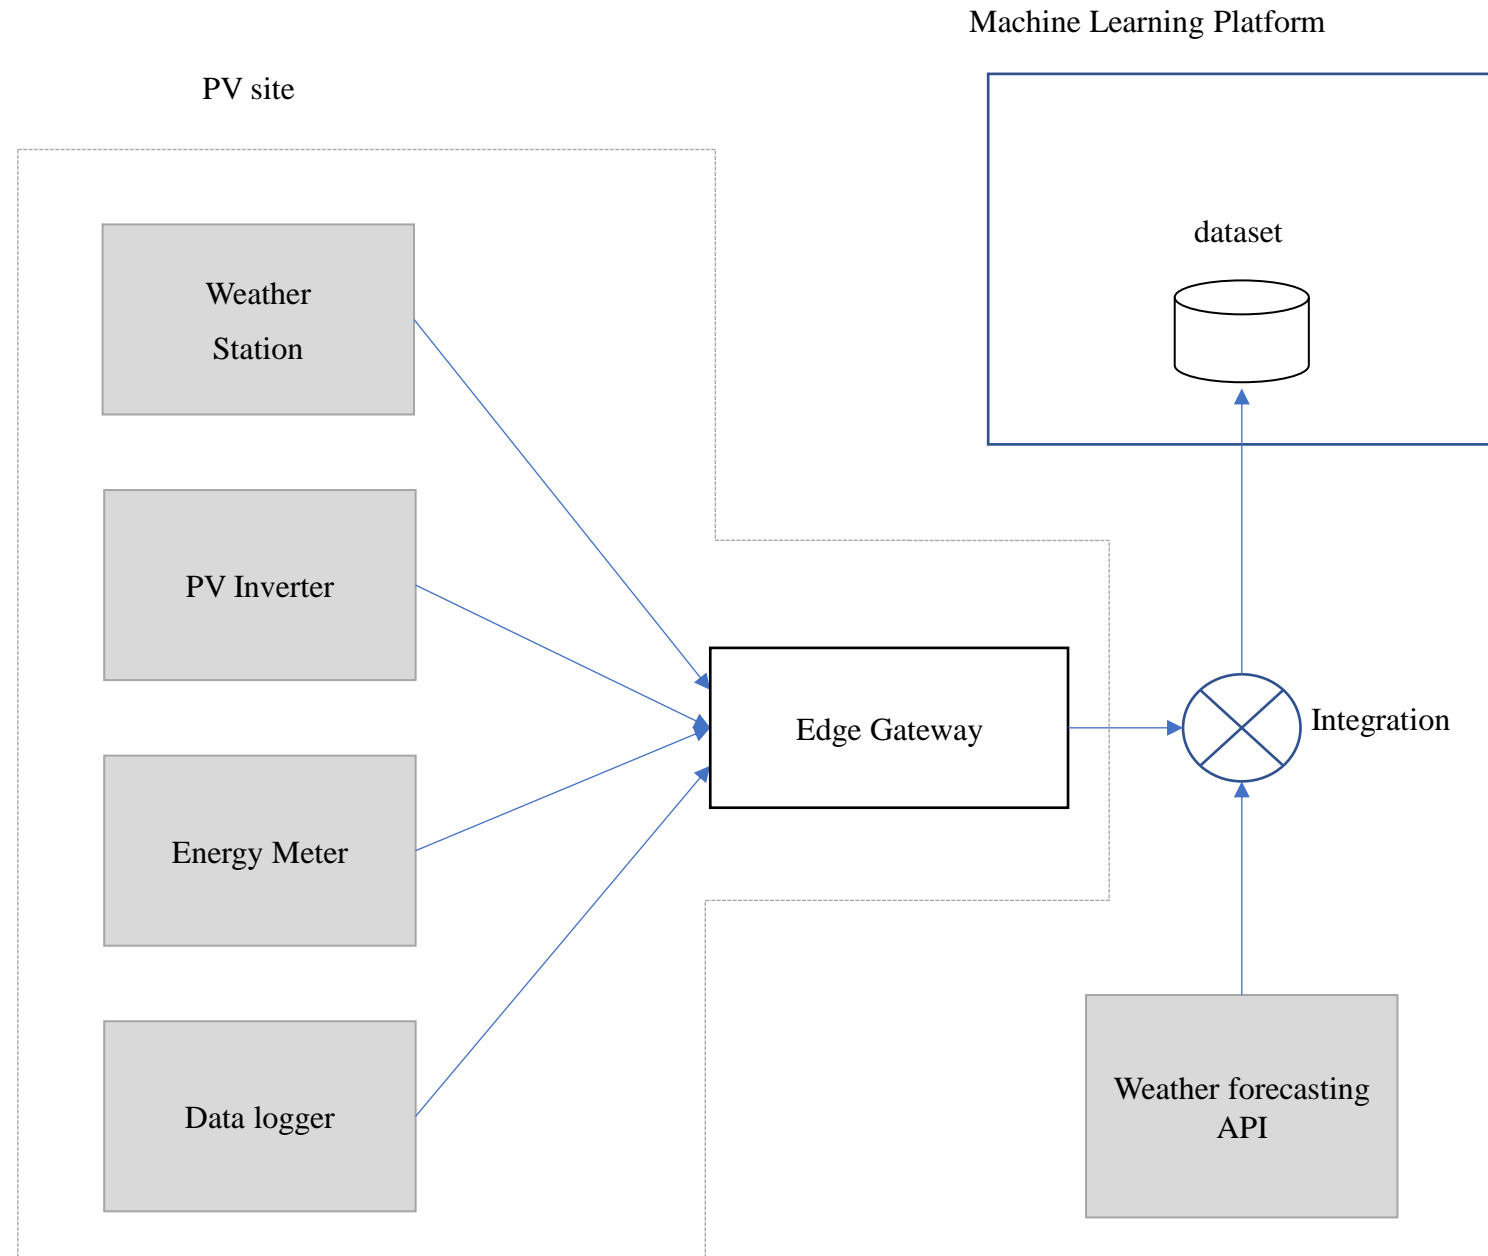 Machine Learning Platform
PV site
dataset
Weather
Station
PV Inverter
Edge Gateway
Integration
Energy Meter
Data logger
Weather forecasting
API